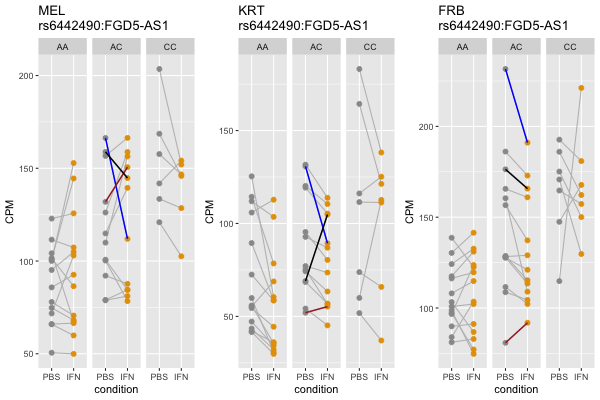 MEL
rs6442490:FGD5-AS1
AA AC CC
CPM
200
150
100
50
PBS IFN PBS IFN PBS IFN
condition
KRT
rs6442490:FGD5-AS1
AA AC CC
CPM
150
100
50
PBS IFN PBS IFN PBS IFN
condition
FRB
rs6442490:FGD5-AS1
AA AC CC
CPM
200
150
100
PBS IFN PBS IFN PBS IFN
condition